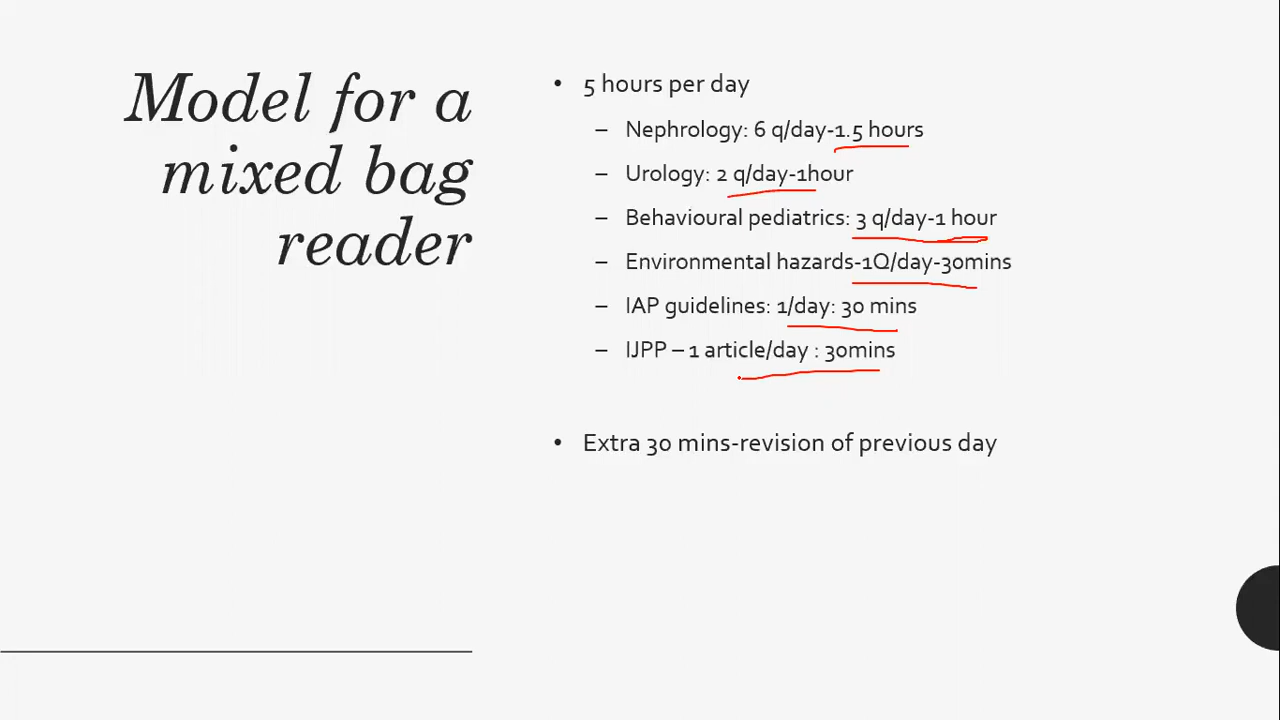 Model for a
mixed bag
reader
• 5 hours per day
– Nephrology: 6 q/day-1.5 hours
– Urology: 2 q/day-1hour
– Behavioural pediatrics: 3 q/day-1 hour
– Environmental hazards-1Q/day-30mins
– IAP guidelines: 1/day: 30 mins
– IJPP – 1 article/day : 30mins
• Extra 30 mins-revision of previous day